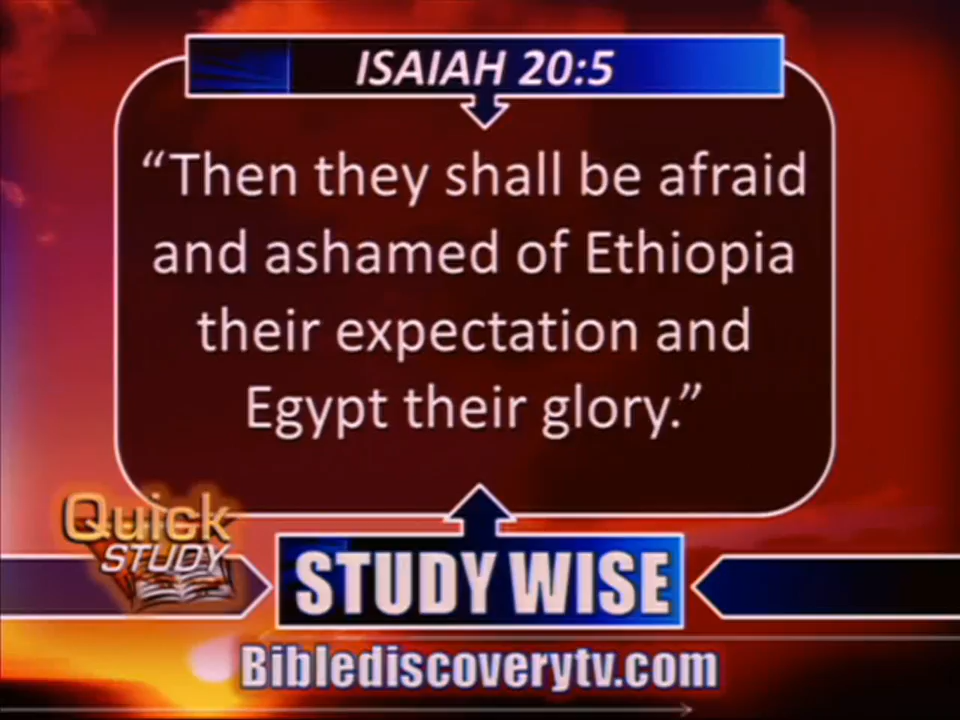 ISAIAH 20:5
“Then they shall be afraid
and ashamed of Ethiopia
their expectation and
Egypt their glory.”
Quick
STUDY
STUDY WISE
Biblediscoverytv.com